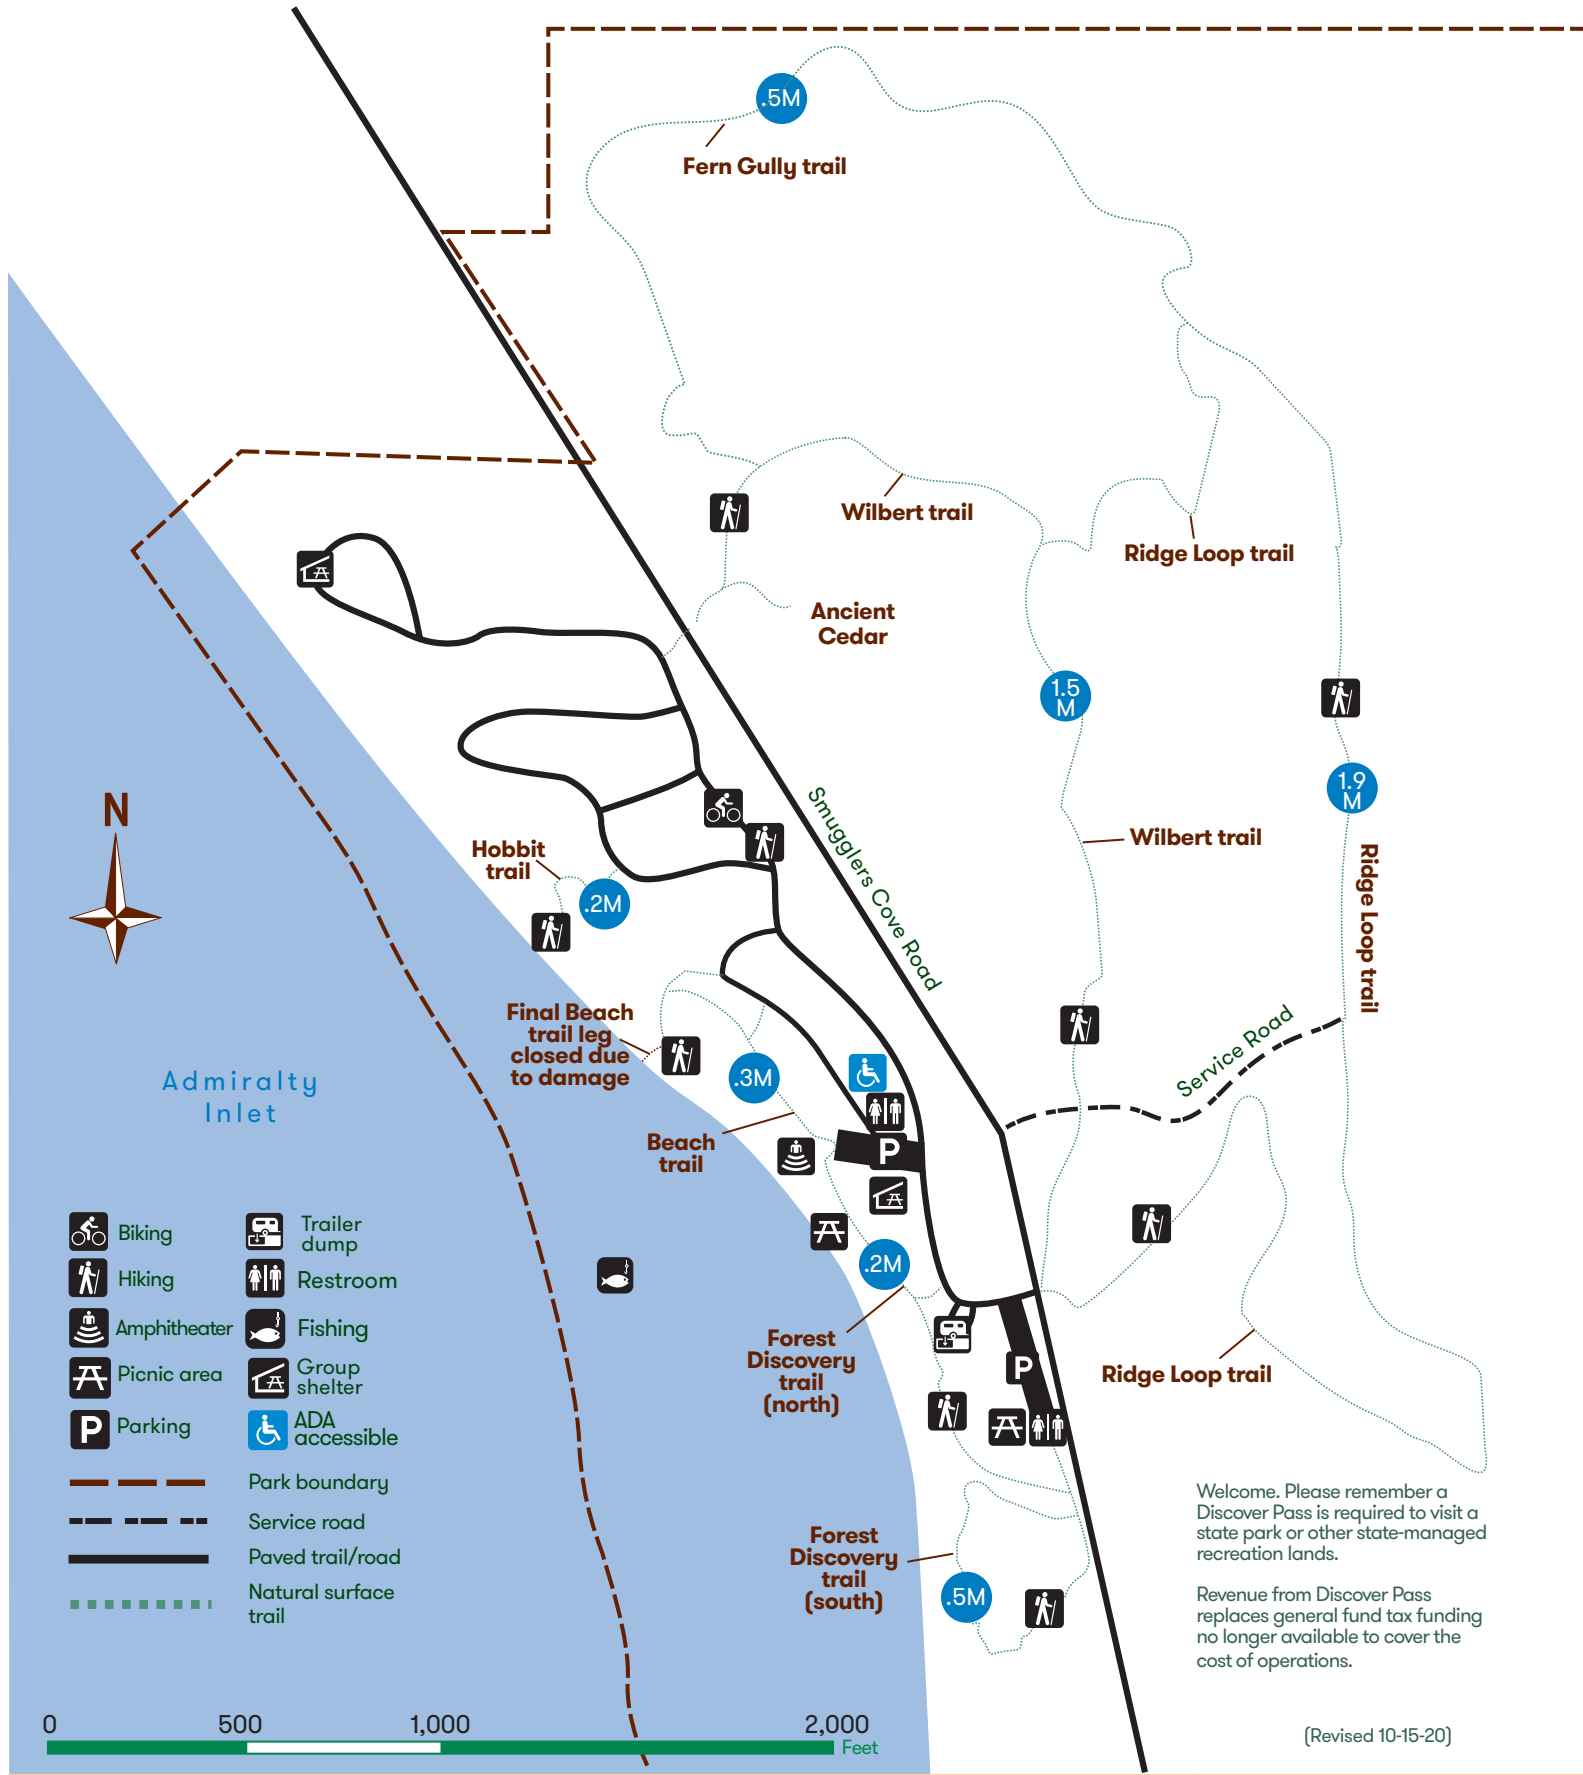 .5M
Fern Gully trail
Wilbert trail
Ridge Loop trail
Ancient
Cedar
1.5
M
1.9
M
Smugglers Cove Road
N
Hobbit
trail
.2M
Wilbert trail
Ridge Loop trail
Final Beach
trail leg
closed due
to damage
Service Road
Admiralty
Inlet
.3M
Beach
trail
P
.2M
Forest
Discovery
trail
(north)
P
Ridge Loop trail
Biking
Trailer
dump
Hiking
Restroom
Amphitheater
Fishing
Picnic area
Group
shelter
P
Parking
ADA
accessible
Park boundary
Service road
Paved trail/road
Natural surface
trail
Forest
Discovery
trail
(south)
.5M
Welcome. Please remember a
Discover Pass is required to visit a
state park or other state-managed
recreation lands.
Revenue from Discover Pass
replaces general fund tax funding
no longer available to cover the
cost of operations.
(Revised 10-15-20)
0 500 1,000 2,000
Feet